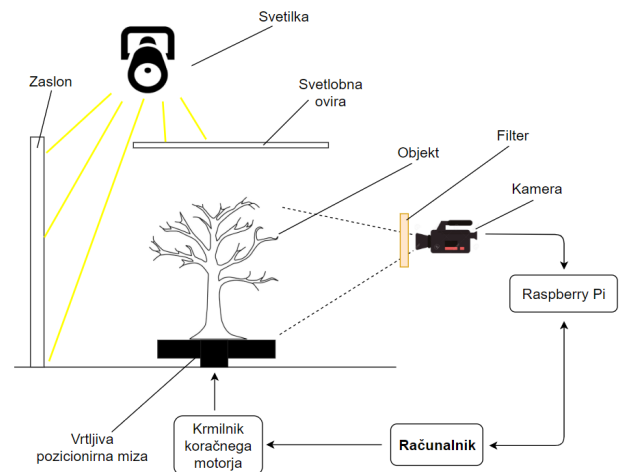 Svetilka
Zaslon
Svetlobna
ovira
Objekt
Filter
Kamera
Raspberry Pi
Vrtljiva
pozicionirna miza
Krmilnik
koračnega
motorja
Računalnik